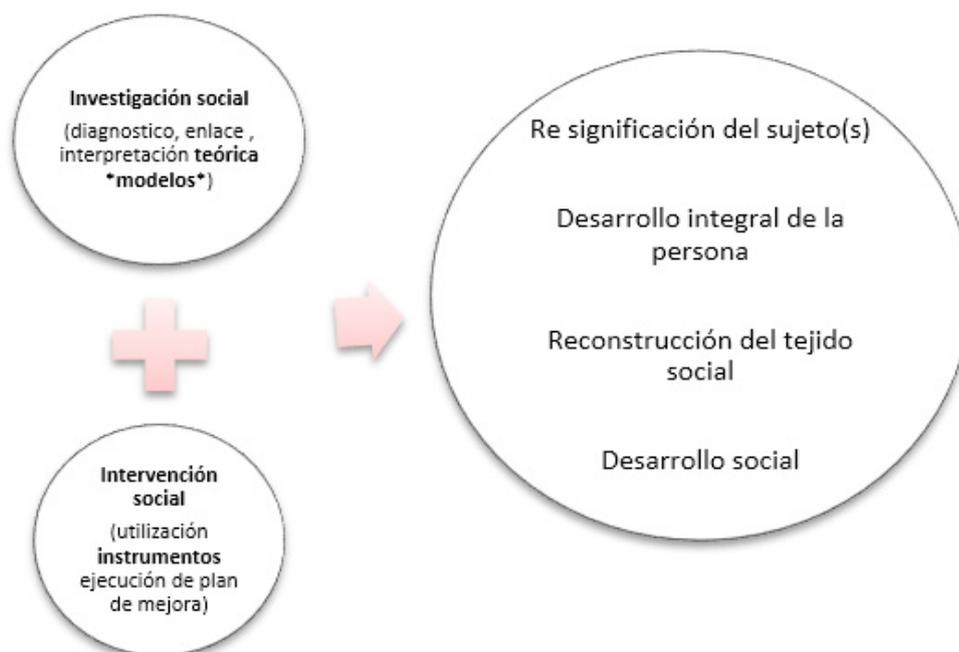 Investigación social
(diagnostico, enlace ,
interpretación teórica
*modelos*)
Intervención
social
(utilización
instrumentos
ejecución de plan
de mejora)
Re significación del sujeto(s)
Desarrollo integral de la
persona
Reconstrucción del tejido
social
Desarrollo social